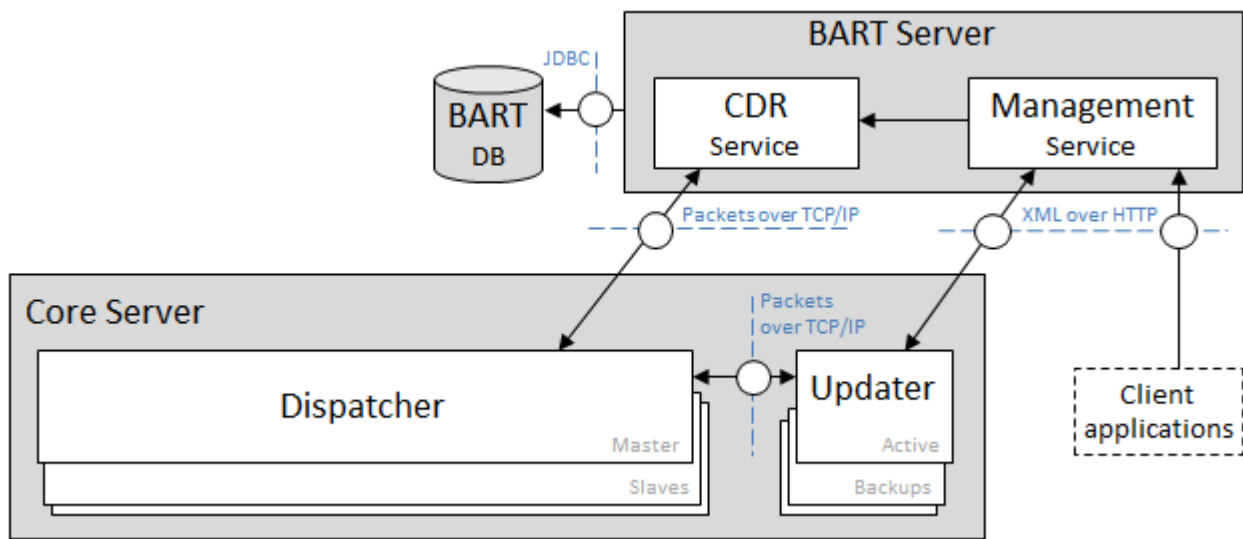 BART Server
JDBC
BART
DB
CDR
Service
Management
Service
Packets over TCP/IP
XML over HTTP
Core Server
Packets
over TCP/IP
Dispatcher
Master
Slaves
Updater
Active
Backups
Client
applications